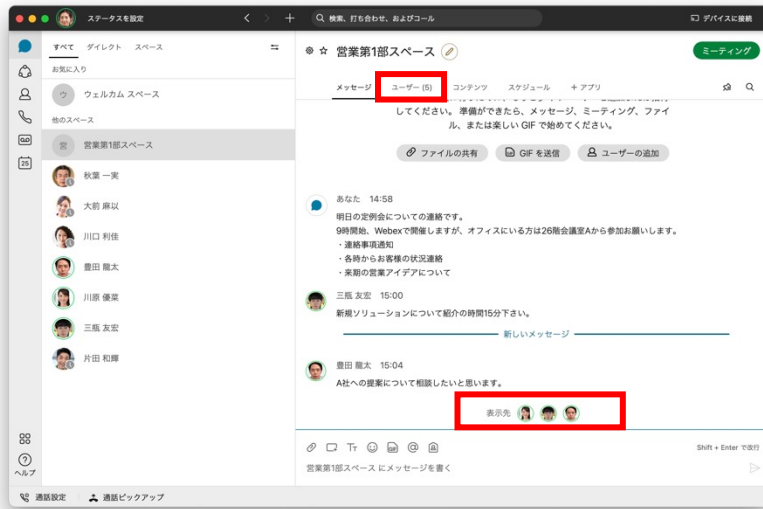 ステータスを設定
検索、打ち合わせ、およびコール
デバイスに接続
すべて ダイレクト スペース
お気に入り
ウ ウェルカム スペース
他のスペース
営 営業第1部スペース
秋葉 一実
大前 麻以
川口 利佳
豊田 龍太
川原 優菜
三瓶 友宏
片田 和輝
25
ヘルプ
通話設定 通話ピックアップ
営業第1部スペース
ミーティング
メッセージ ユーザー (5) コンテンツ スケジュール + アプリ
してください。 準備ができたら、メッセージ、ミーティング、ファイ
ル、または楽しい GIF で始めてください。
ファイルの共有 GIF を送信 ユーザーの追加
あなた 14:58
明日の定例会についての連絡です。
9時開始、Webexで開催しますが、オフィスにいる方は26階会議室Aから参加お願いします。
・連絡事項通知
・各時からお客様の状況連絡
・来期の営業アイデアについて
三瓶 友宏 15:00
新規ソリューションについて紹介の時間15分下さい。
新しいメッセージ
豊田 龍太 15:04
A社への提案について相談したいと思います。
表示先
Shift + Enter で改行
営業第1部スペース にメッセージを書く